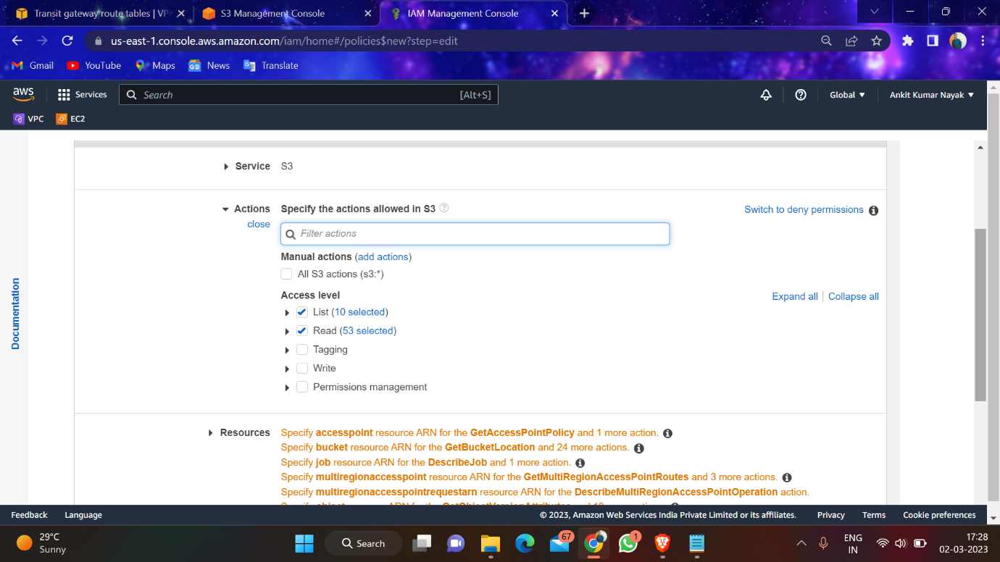 Transit gateway route tables | VP
S3 Management Console
IAM Management Console
us-east-1.console.aws.amazon.com/iam/home#/policies$new?step=edit
Gmail YouTube Maps News Translate
aws Services Search [Alt+S] Global Ankit Kumar Nayak
VPC EC2
Documentation
Service S3
Actions Specify the actions allowed in S3 Switch to deny permissions
close
Filter actions
Manual actions (add actions)
All S3 actions (s3:*)
Access level Expand all | Collapse all
List (10 selected)
Read (53 selected)
Tagging
Write
Permissions management
Resources Specify accesspoint resource ARN for the GetAccessPointPolicy and 1 more action.
Specify bucket resource ARN for the GetBucketLocation and 24 more actions.
Specify job resource ARN for the DescribeJob and 1 more action.
Specify multiregionaccesspoint resource ARN for the GetMultiRegionAccessPointRoutes and 3 more actions.
Specify multiregionaccesspointrequestarn resource ARN for the DescribeMultiRegionAccessPointOperation action.
Feedback Language © 2023, Amazon Web Services India Private Limited or its affiliates. Privacy Terms Cookie preferences
29°C
Sunny
Search
67
1
ENG
IN
17:28
02-03-2023